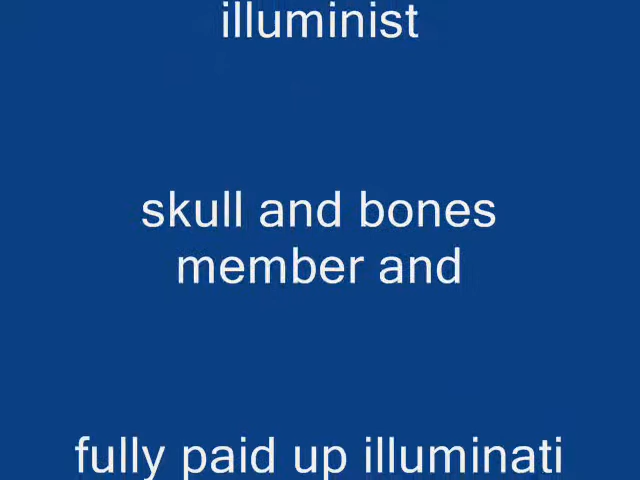 illuminist
skull and bones
member and
fully paid up illuminati